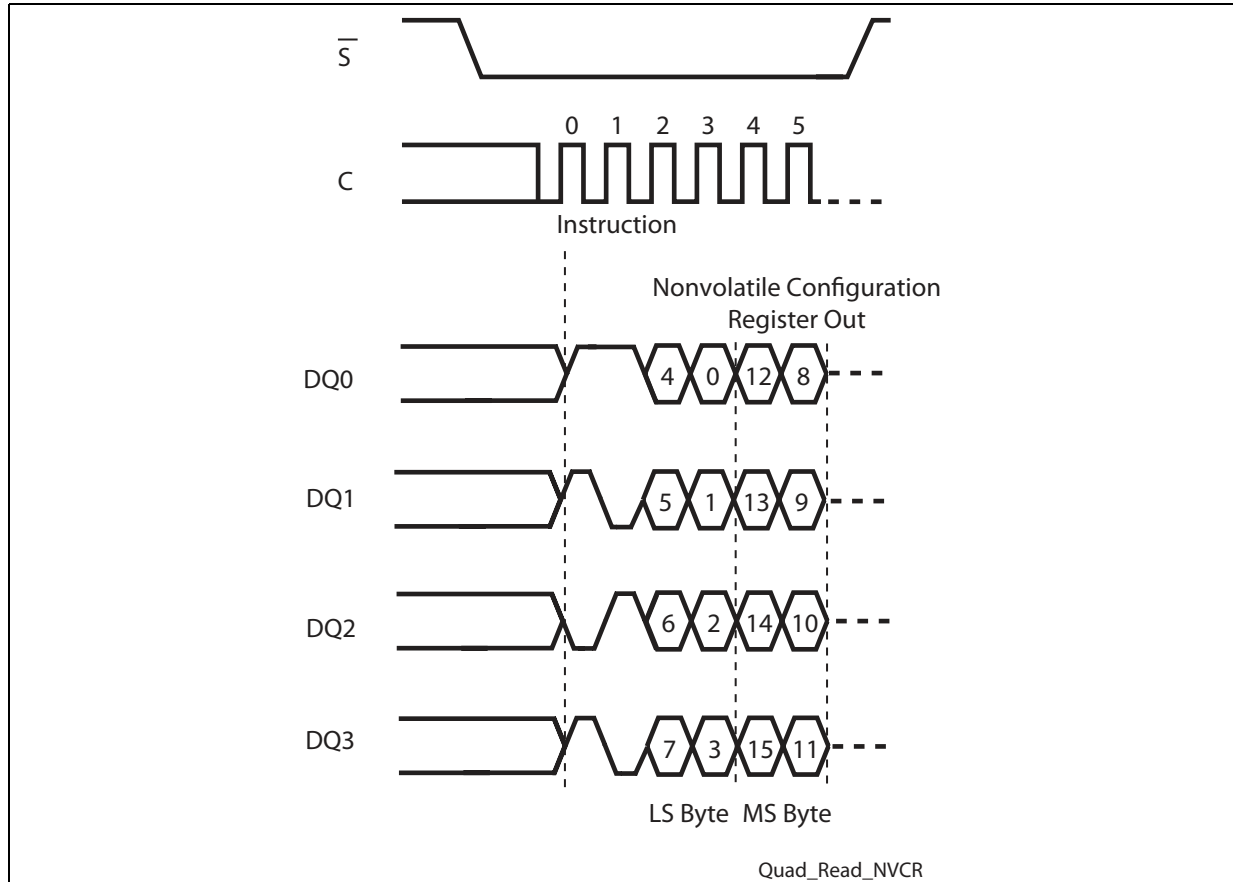 S
0 1 2 3 4 5
C
Instruction
Nonvolatile Configuration
Register Out
DQ0 4 0 12 8
DQ1 5 1 13 9
DQ2 6 2 14 10
DQ3 7 3 15 11
LS Byte MS Byte
Quad_Read_NVCR